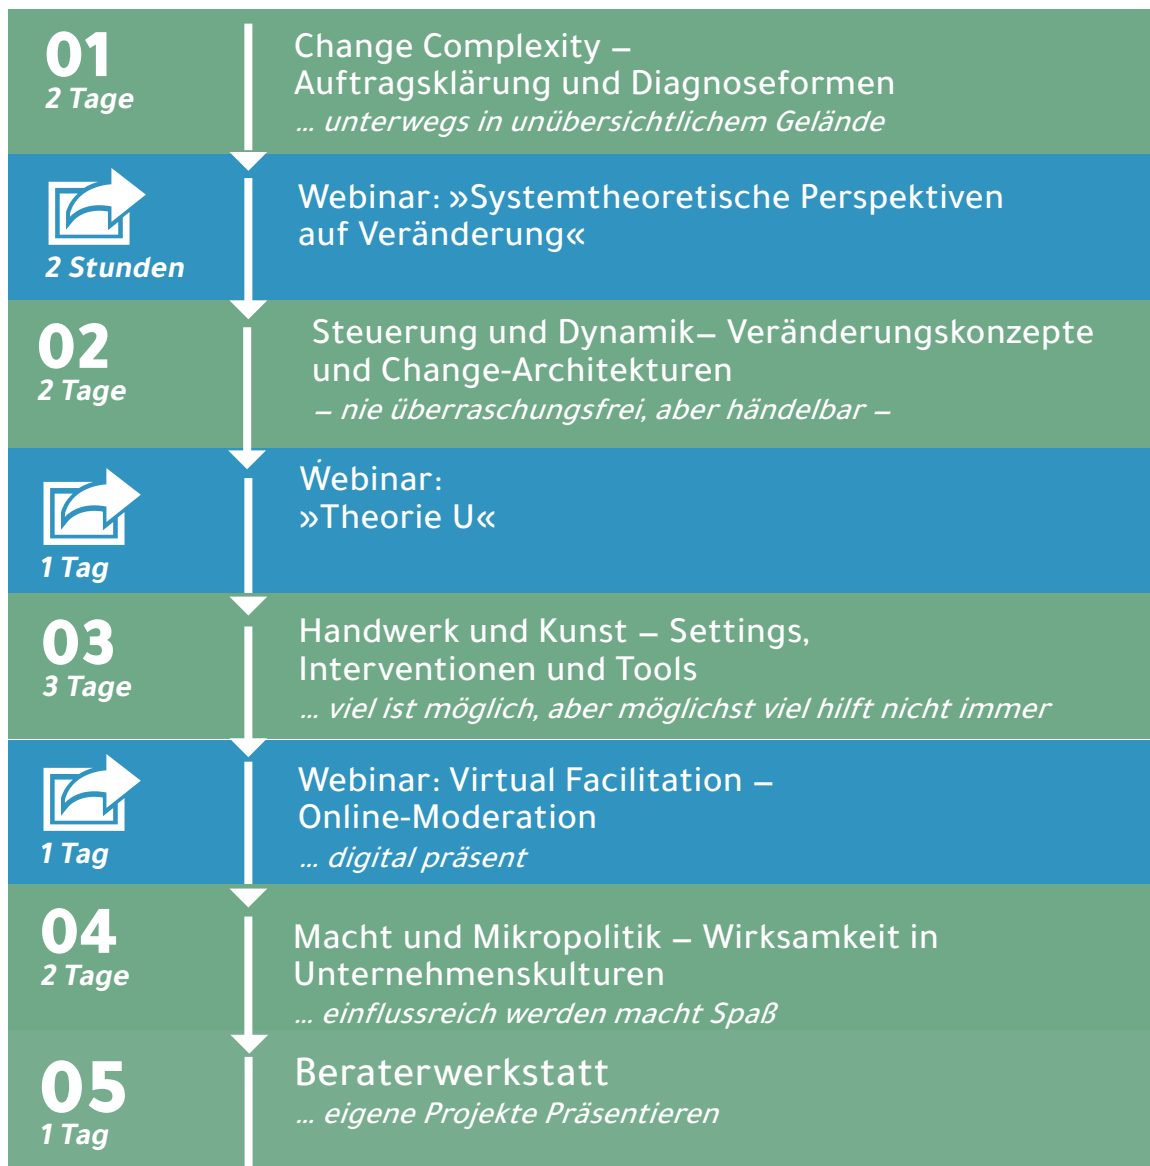 01
2 Tage
Change Complexity –
Auftragsklärung und Diagnoseformen
... unterwegs in unübersichtlichem Gelände
2 Stunden
Webinar: »Systemtheoretische Perspektiven
auf Veränderung«
02
2 Tage
Steuerung und Dynamik– Veränderungskonzepte
und Change-Architekturen
– nie überraschungsfrei, aber händelbar –
1 Tag
Webinar:
»Theorie U«
03
3 Tage
Handwerk und Kunst – Settings,
Interventionen und Tools
... viel ist möglich, aber möglichst viel hilft nicht immer
1 Tag
Webinar: Virtual Facilitation –
Online-Moderation
... digital präsent
04
2 Tage
Macht und Mikropolitik – Wirksamkeit in
Unternehmenskulturen
... einflussreich werden macht Spaß
05
1 Tag
Beraterwerkstatt
... eigene Projekte Präsentieren